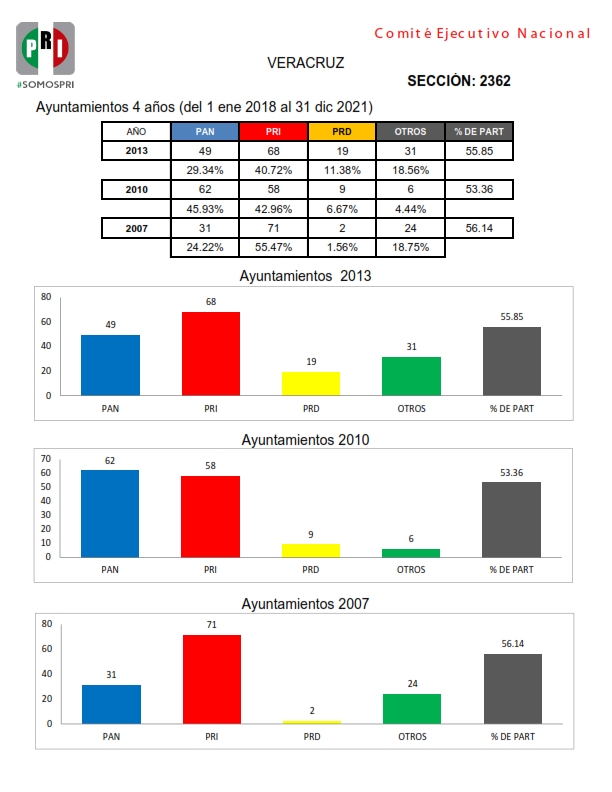 Comité Ejecutivo Nacional
PRI
#SOMOSPRI
VERACRUZ
SECCIÓN: 2362
Ayuntamientos 4 años (del 1 ene 2018 al 31 dic 2021)
AÑO PAN PRI PRD OTROS % DE PART
2013 49 68 19 31 55.85
29.34% 40.72% 11.38% 18.56%
2010 62 58 9 6 53.36
45.93% 42.96% 6.67% 4.44%
2007 31 71 2 24 56.14
24.22% 55.47% 1.56% 18.75%
Ayuntamientos 2013
80
60
40
20
0
49 68 19 31 55.85
PAN PRI PRD OTROS % DE PART
Ayuntamientos 2010
70
60
50
40
30
20
10
0
62 58 9 6 53.36
PAN PRI PRD OTROS % DE PART
Ayuntamientos 2007
80
60
40
20
0
31 71 2 24 56.14
PAN PRI PRD OTROS % DE PART